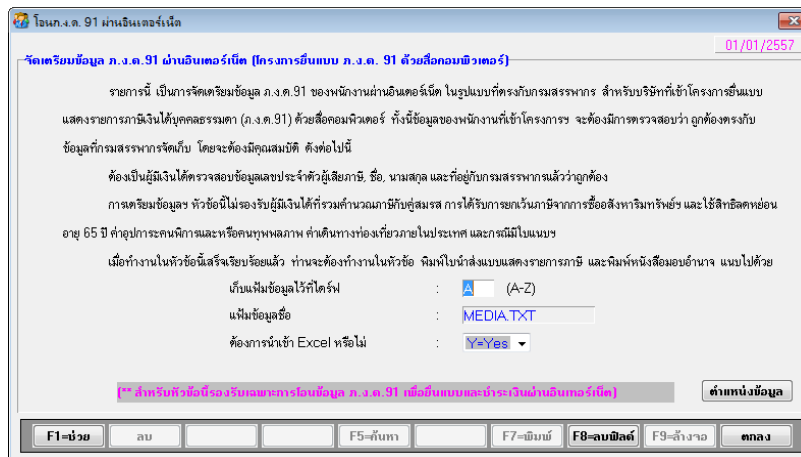 โอนภ.ง.ด. 91 ผ่านอินเตอร์เน็ต
01/01/2557
จัดเตรียมข้อมูล ภ.ง.ด.91 ผ่านอินเตอร์เน็ต (โครงการยื่นแบบ ภ.ง.ด. 91 ด้วยสื่อคอมพิวเตอร์)
รายการนี้ เป็นการจัดเตรียมข้อมูล ภ.ง.ด.91 ของพนักงานผ่านอินเตอร์เน็ต ในรูปแบบที่ตรงกับกรมสรรพากร สำหรับบริษัทที่เข้าโครงการยื่นแบบ
แสดงรายการภาษีเงินได้บุคคลธรรมดา (ภ.ง.ด.91) ด้วยสื่อคอมพิวเตอร์ ทั้งนี้ข้อมูลของพนักงานที่เข้าโครงการฯ จะต้องมีการตรวจสอบว่า ถูกต้องตรงกับ
ข้อมูลที่กรมสรรพากรจัดเก็บ โดยจะต้องมีคุณสมบัติ ดังต่อไปนี้
ต้องเป็นผู้มีเงินได้ตรวจสอบข้อมูลเลขประจำตัวผู้เสียภาษี, ชื่อ, นามสกุล และที่อยู่กับกรมสรรพากรแล้วว่าถูกต้อง
การเตรียมข้อมูลฯ หัวข้อนี้ไม่รองรับผู้มีเงินได้ที่รวมคำนวณภาษีกับคู่สมรส การได้รับการยกเว้นภาษีจากการซื้ออสังหาริมทรัพย์ฯ และใช้สิทธิลดหย่อน
อายุ 65 ปี ค่าอุปการะคนพิการและหรือคนทุพพลภาพ ค่าเดินทางท่องเที่ยวภายในประเทศ และกรณีมีใบแนบฯ
เมื่อทำงานในหัวข้อนี้เสร็จเรียบร้อยแล้ว ท่านจะต้องทำงานในหัวข้อ พิมพ์ใบนำส่งแบบแสดงรายการภาษี และพิมพ์หนังสือมอบอำนาจ แนบไปด้วย
เก็บแฟ้มข้อมูลไว้ที่ไดร์ฟ : A (A-Z)
แฟ้มข้อมูลชื่อ : MEDIA.TXT
ต้องการนำเข้า Excel หรือไม่ : Y=Yes
(** สำหรับหัวข้อนี้รองรับเฉพาะการโอนข้อมูล ภ.ง.ด.91 เพื่อยื่นแบบและชำระเงินผ่านอินเทอร์เน็ต)
ตำแหน่งข้อมูล
F1=ช่วย ลบ F5=ค้นหา F7=พิมพ์ F8=ลบฟิลด์ F9=ล้างจอ ตกลง